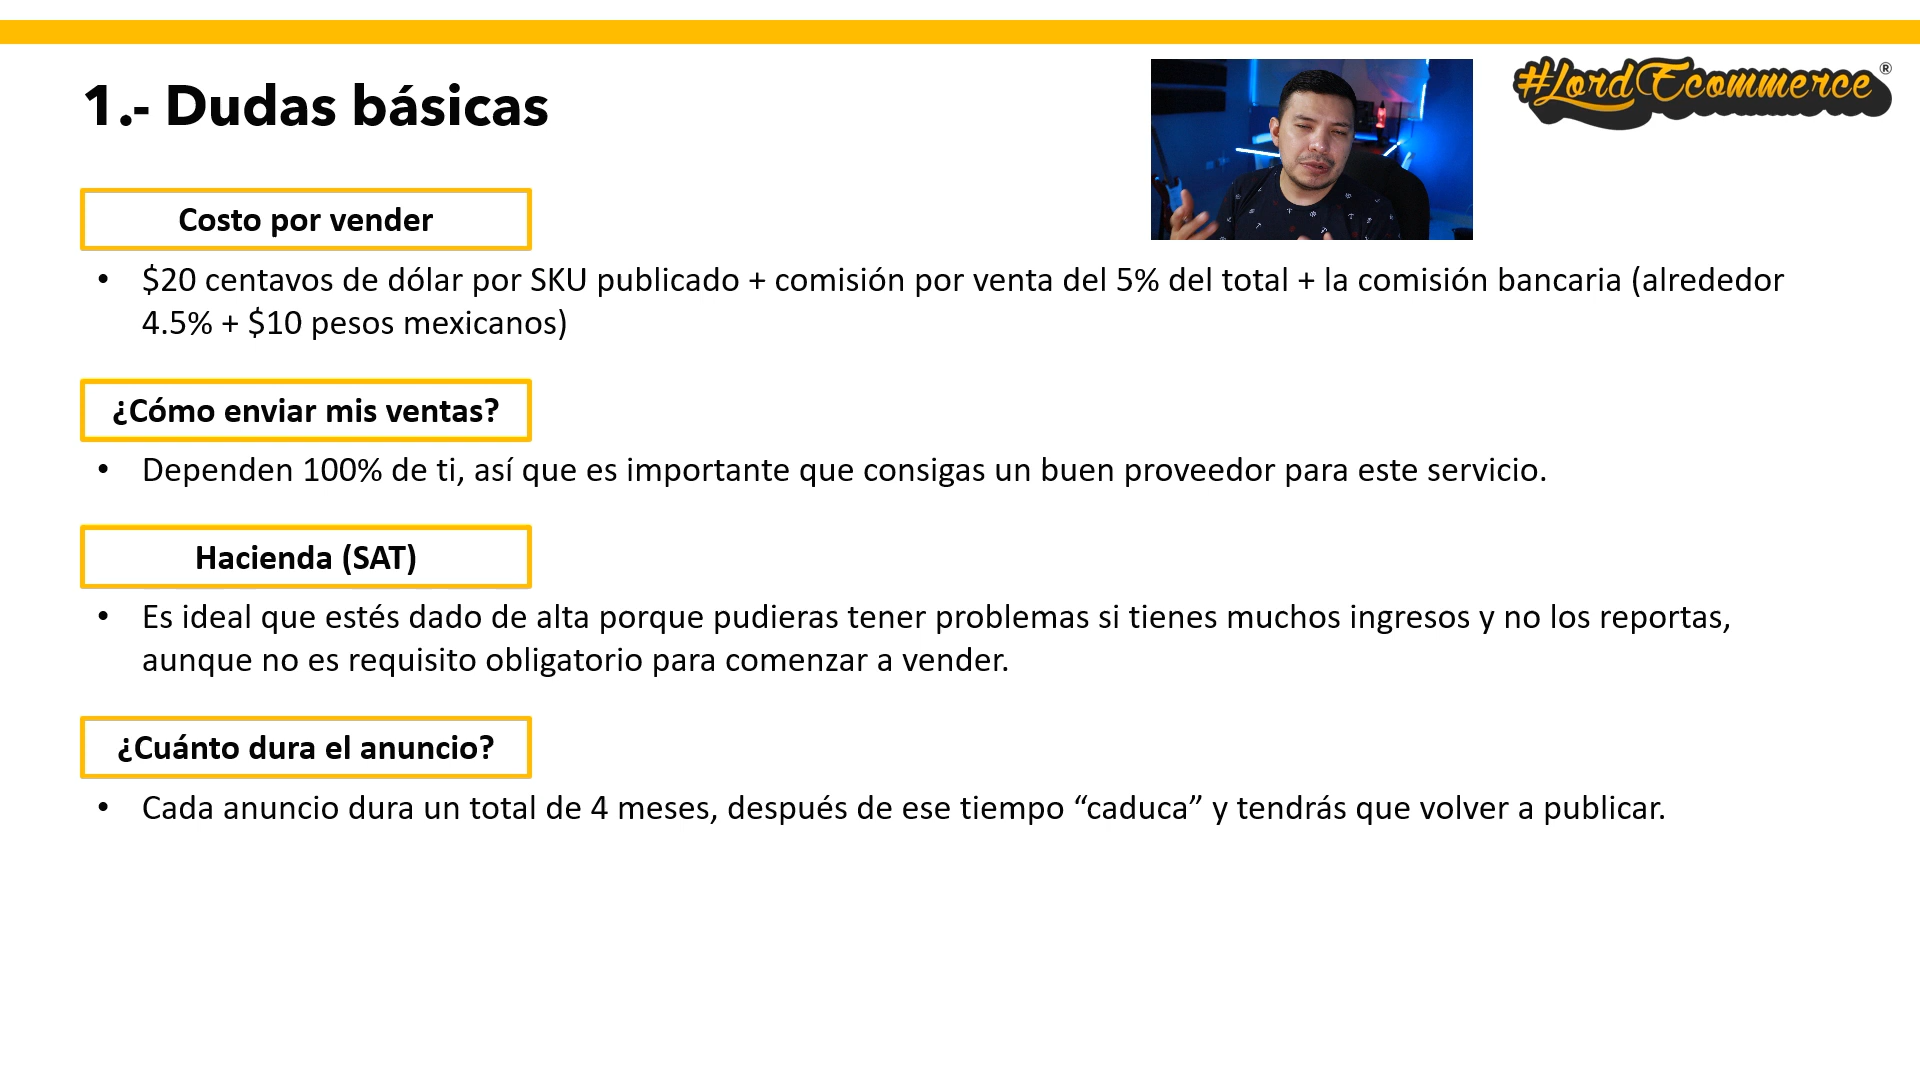 #LordEcommerce®
1.- Dudas básicas
Costo por vender
• $20 centavos de dólar por SKU publicado + comisión por venta del 5% del total + la comisión bancaria (alrededor
4.5% + $10 pesos mexicanos)
¿Cómo enviar mis ventas?
• Dependen 100% de ti, así que es importante que consigas un buen proveedor para este servicio.
Hacienda (SAT)
• Es ideal que estés dado de alta porque pudieras tener problemas si tienes muchos ingresos y no los reportas,
aunque no es requisito obligatorio para comenzar a vender.
¿Cuánto dura el anuncio?
• Cada anuncio dura un total de 4 meses, después de ese tiempo “caduca” y tendrás que volver a publicar.